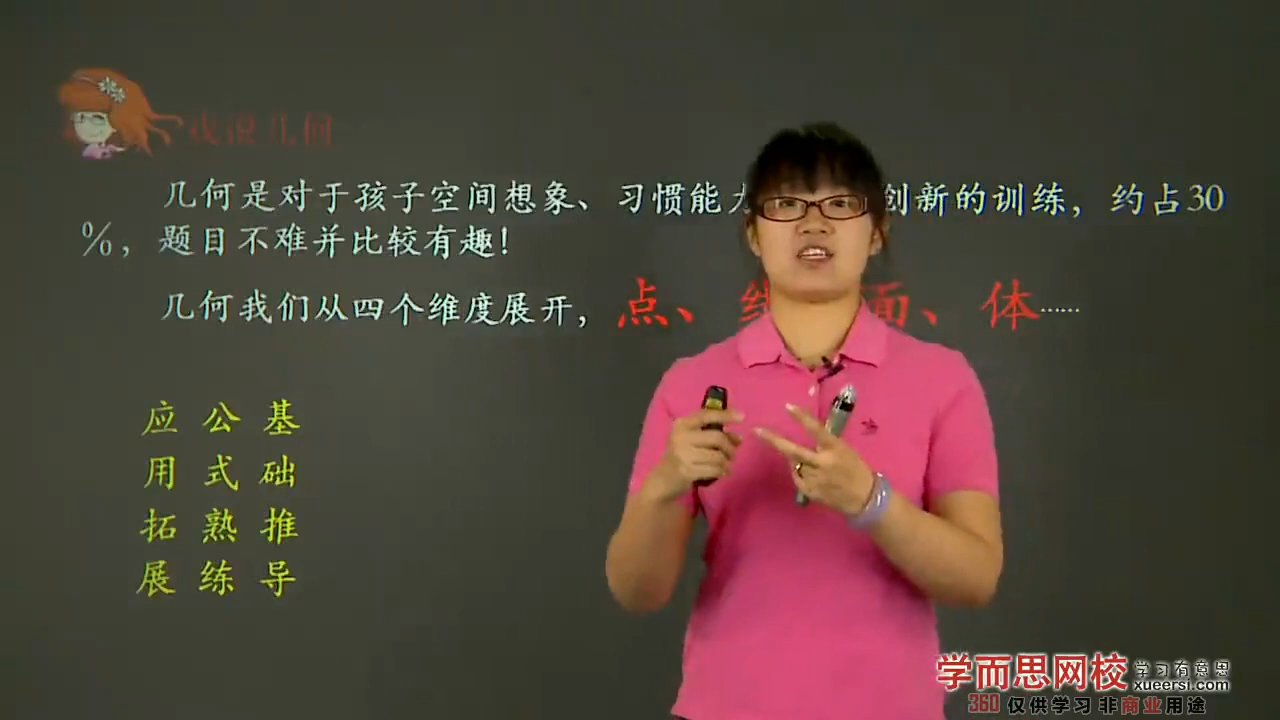 戏说几何
几何是对于孩子空间想象、习惯能 创新的训练，约占30
%，题目不难并比较有趣！
几何我们从四个维度展开，点、 面、体……
应公基
用式础
拓熟推
展练导
学而思网校 学习有意思
xueersi.com
360 仅供学习 非商业用途